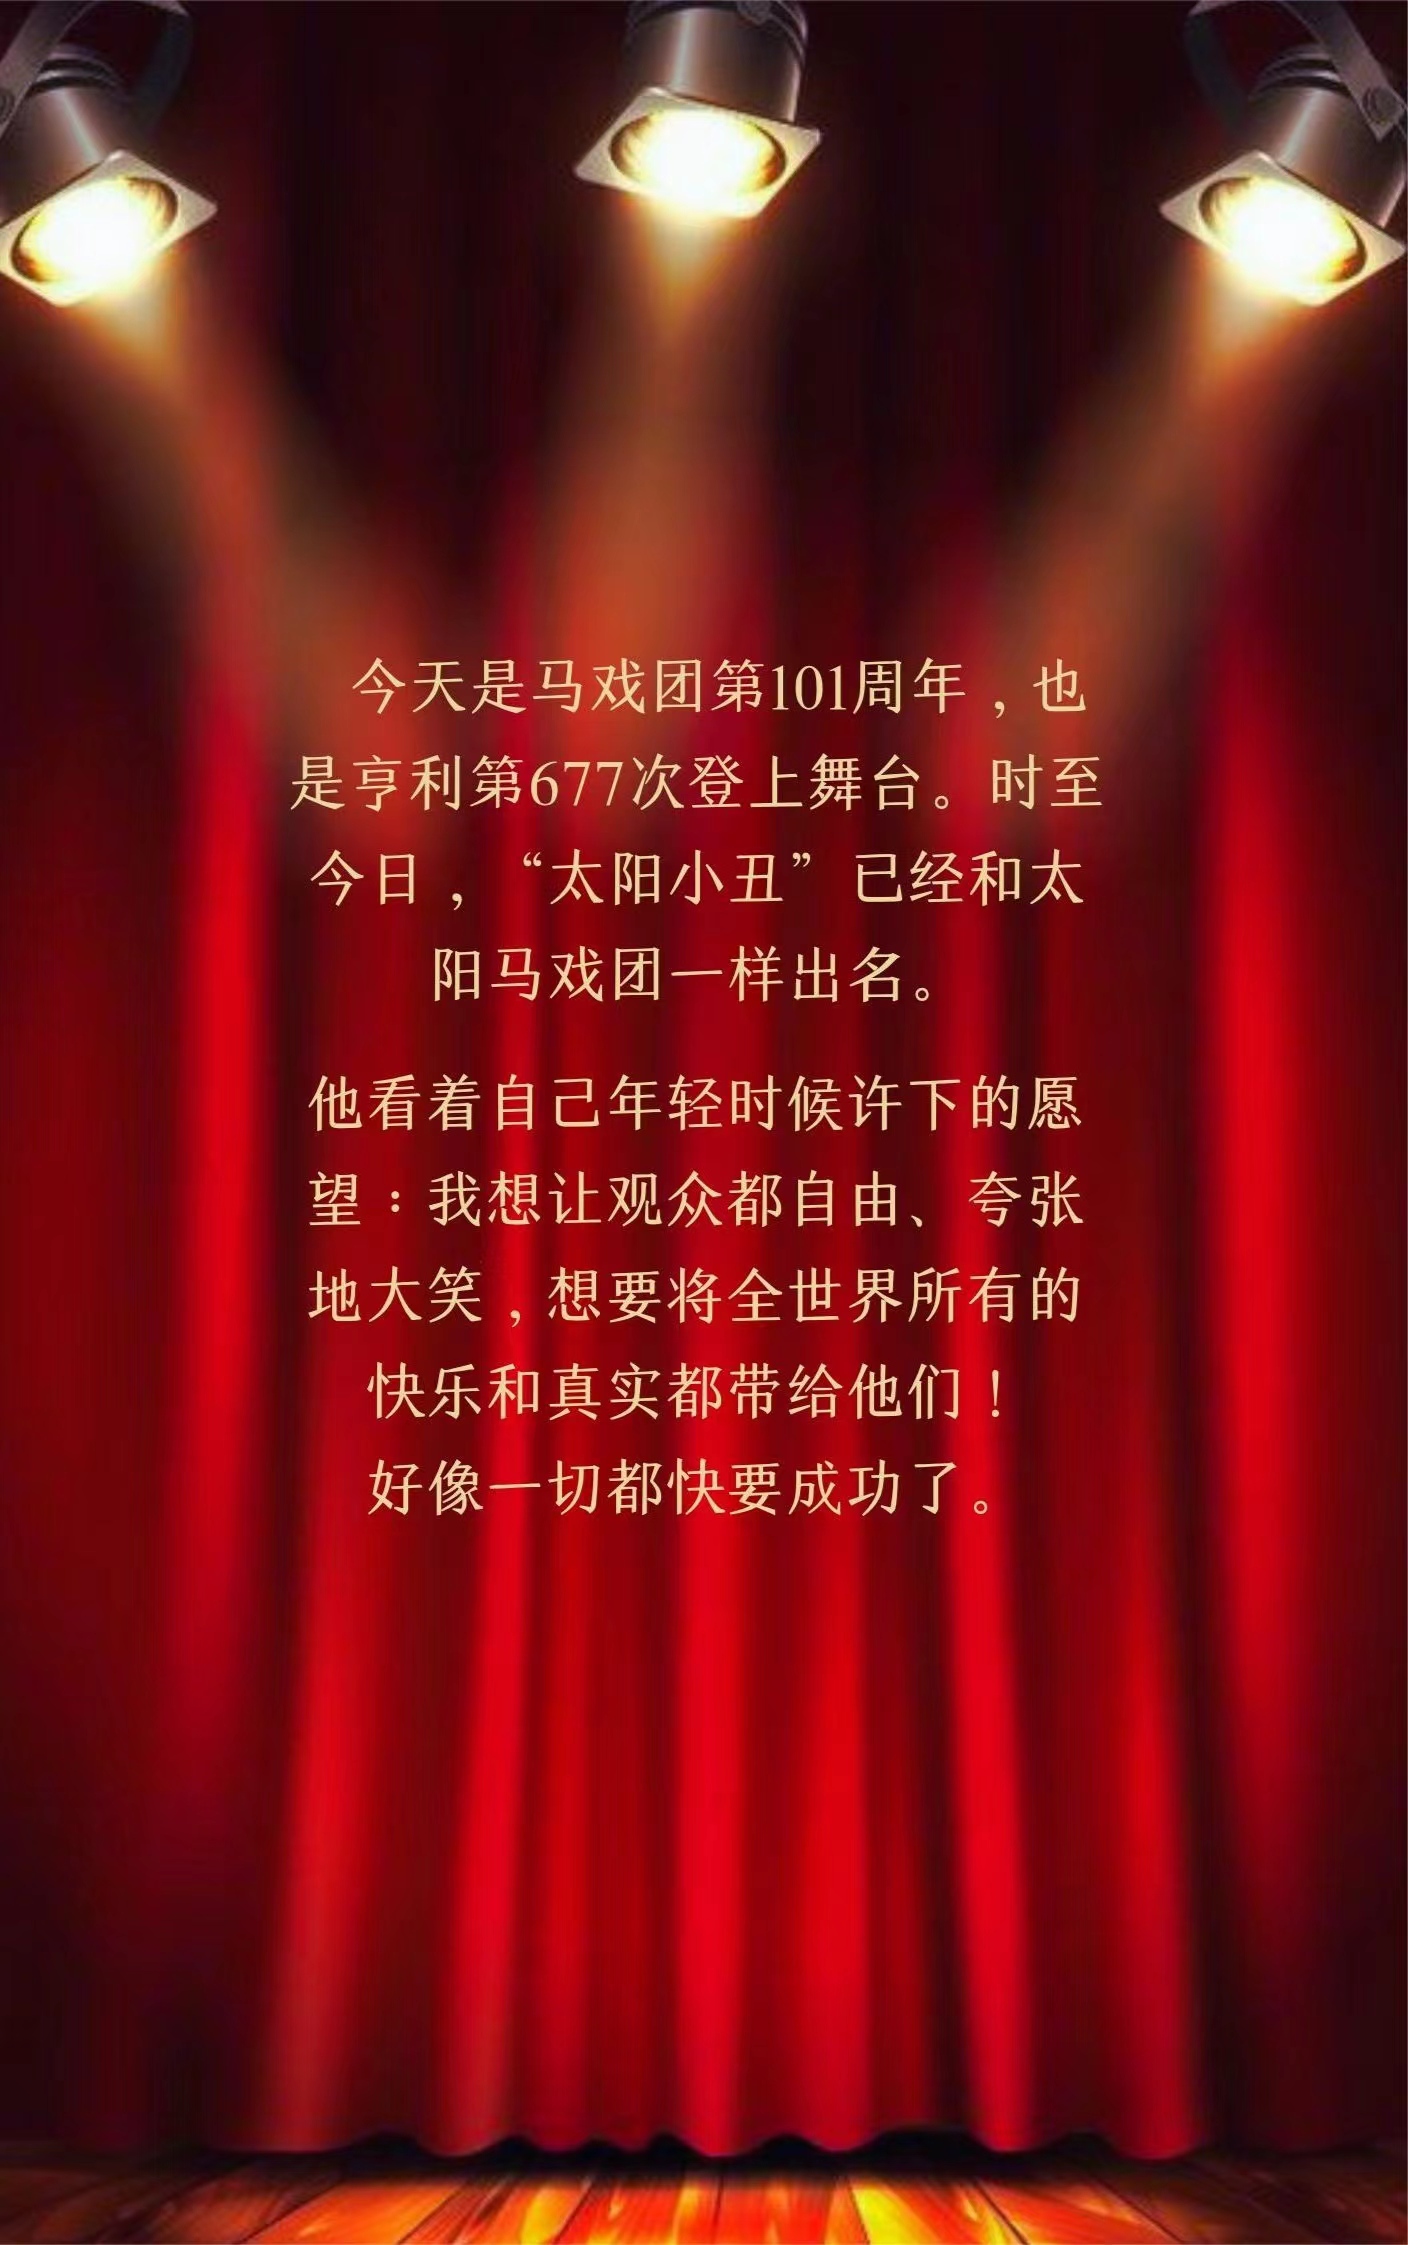 今天是马戏团第101周年，也
是亨利第677次登上舞台。时至
今日，“太阳小丑”已经和太
阳马戏团一样出名。
他看着自己年轻时候许下的愿
望：我想让观众都自由、夸张
地大笑，想要将全世界所有的
快乐和真实都带给他们！
好像一切都快要成功了。